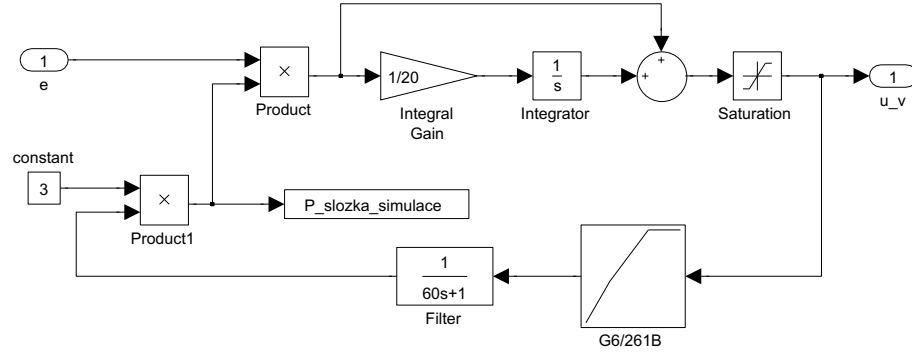 1
e
×
Product
1/20
Integral
Gain
1
s
Integrator
+
+
Saturation
1
u_v
constant
3
×
Product1
P_slozka_simulace
1
60s+1
Filter
G6/261B